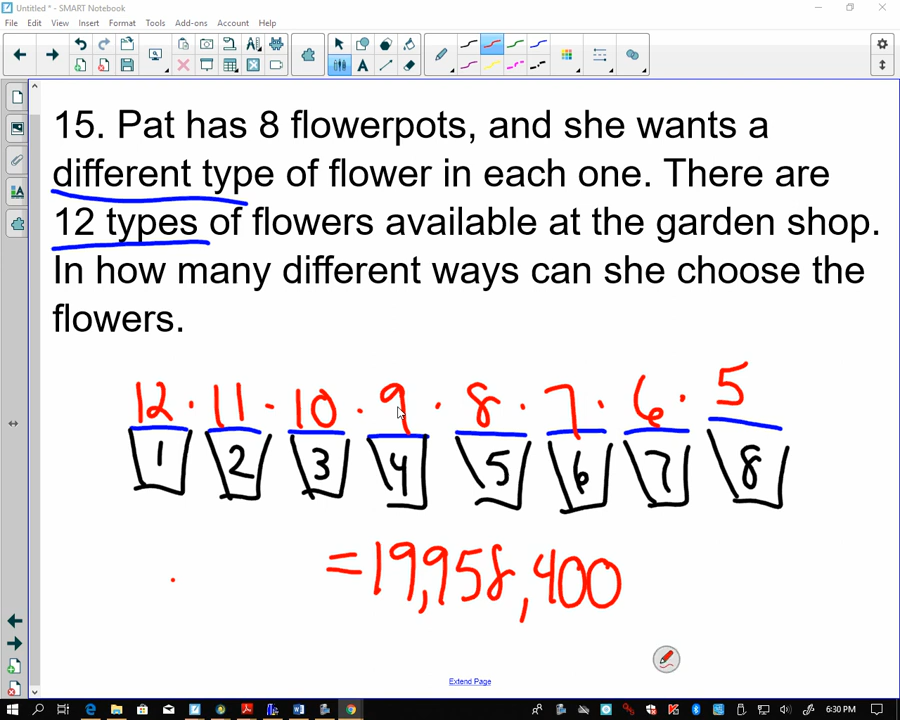 Untitled * - SMART Notebook
File Edit View Insert Format Tools Add-ons Account Help
15. Pat has 8 flowerpots, and she wants a
different type of flower in each one. There are
12 types of flowers available at the garden shop.
In how many different ways can she choose the
flowers.
12 · 11 · 10 · 9 · 8 · 7 · 6 · 5
1 2 3 4 5 6 7 8
= 19,958,400
Extend Page
6:30 PM